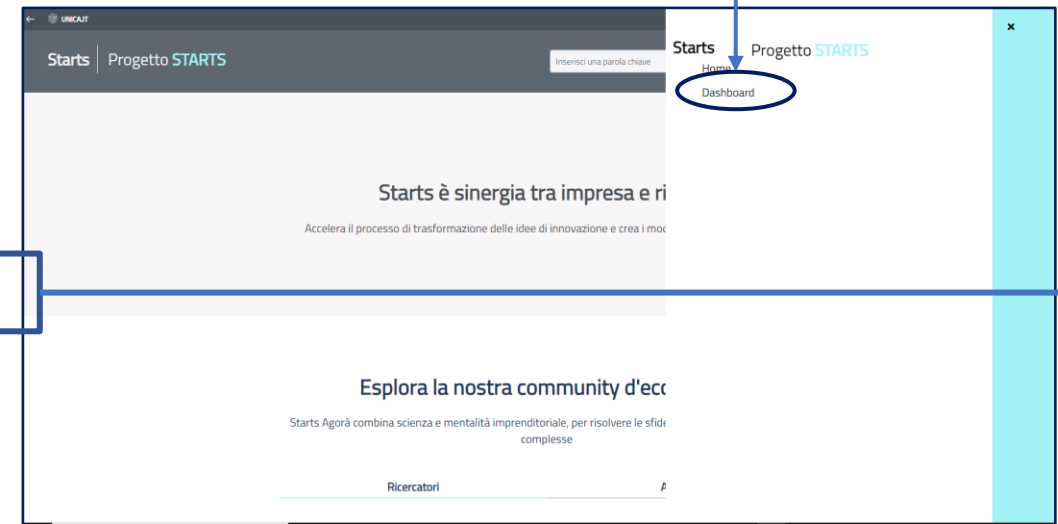 UNICA.IT
Starts Progetto STARTS
Inserisci una parola chiave
Starts Progetto STARTS
Home
Dashboard
×
Starts è sinergia tra impresa e ri
Accelera il processo di trasformazione delle idee di innovazione e crea i mod
Esplora la nostra community d'eco
Starts Agorà combina scienza e mentalità imprenditoriale, per risolvere le sfide
complesse
Ricercatori